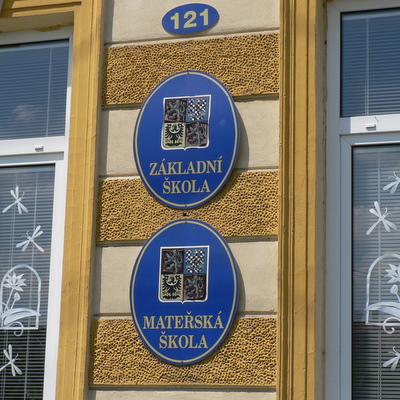 121
ZÁKLADNÍ
ŠKOLA
MATEŘSKÁ
ŠKOLA